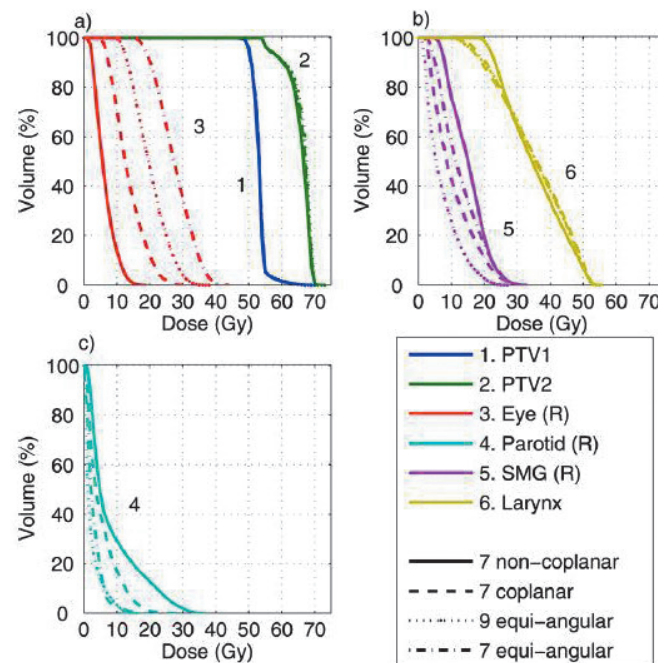 a)
100
80
60
40
20
0
Volume (%)
0 10 20 30 40 50 60 70
Dose (Gy)
1
2
3
b)
100
80
60
40
20
0
Volume (%)
0 10 20 30 40 50 60 70
Dose (Gy)
5
6
c)
100
80
60
40
20
0
Volume (%)
0 10 20 30 40 50 60 70
Dose (Gy)
4
1. PTV1
2. PTV2
3. Eye (R)
4. Parotid (R)
5. SMG (R)
6. Larynx
7 non-coplanar
7 coplanar
9 equi-angular
7 equi-angular